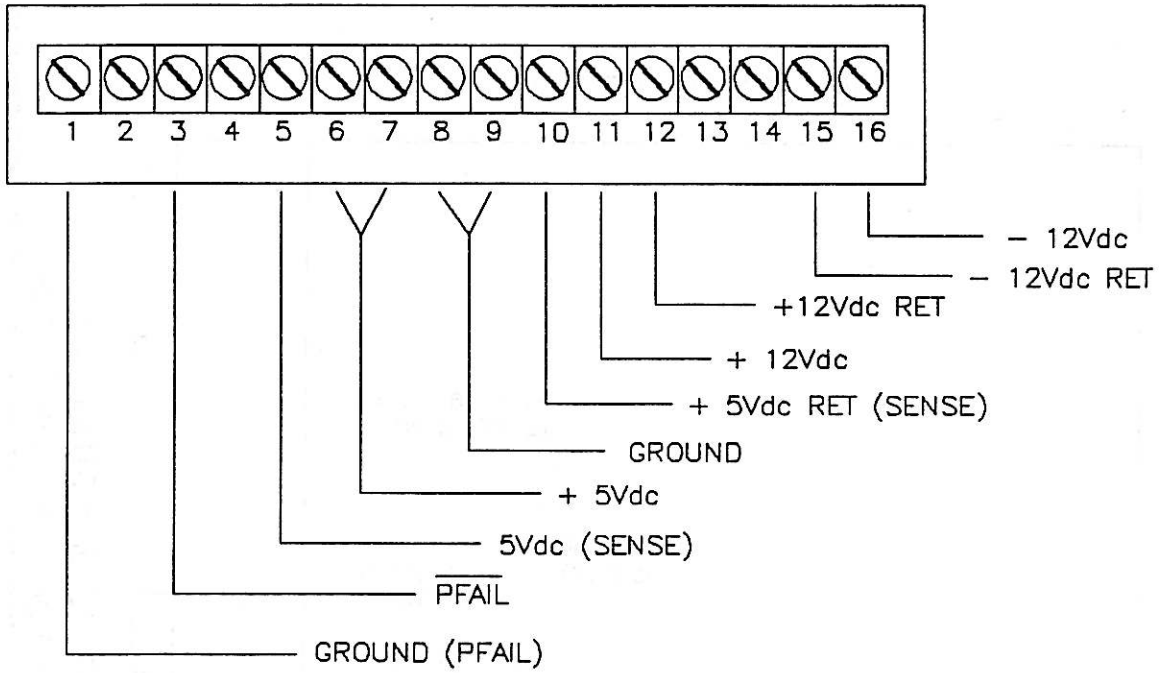 1 2 3 4 5 6 7 8 9 10 11 12 13 14 15 16
- 12Vdc
- 12Vdc RET
+12Vdc RET
+ 12Vdc
+ 5Vdc RET (SENSE)
GROUND
+ 5Vdc
5Vdc (SENSE)
P̅F̅A̅I̅L̅
GROUND (PFAIL)